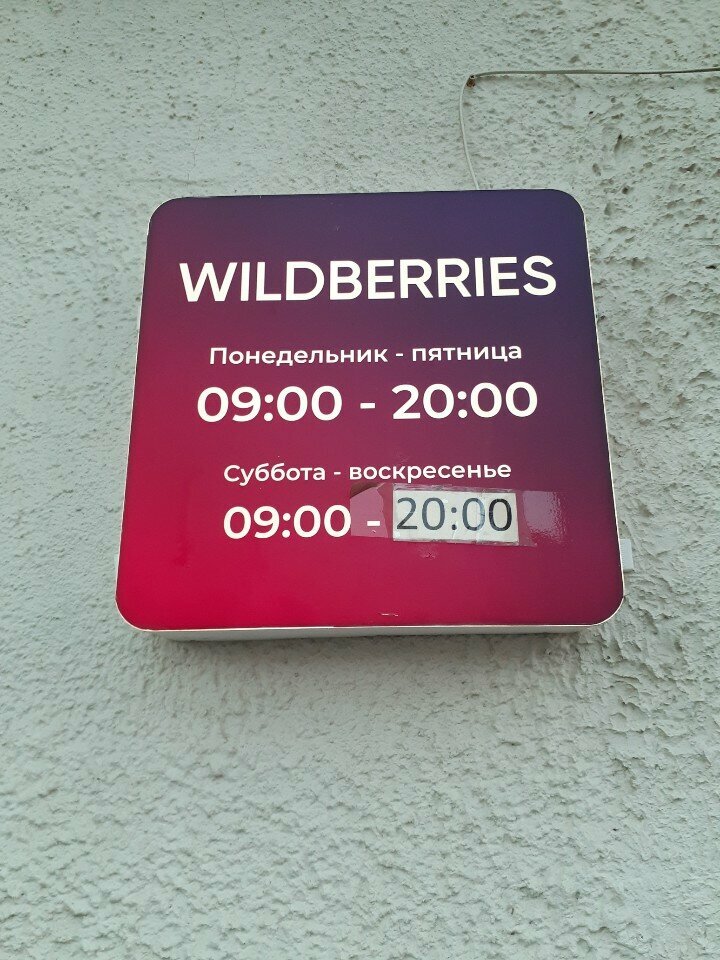 WILDBERRIES
Понедельник - пятница
09:00 - 20:00
Суббота - воскресенье
09:00 - 20:00